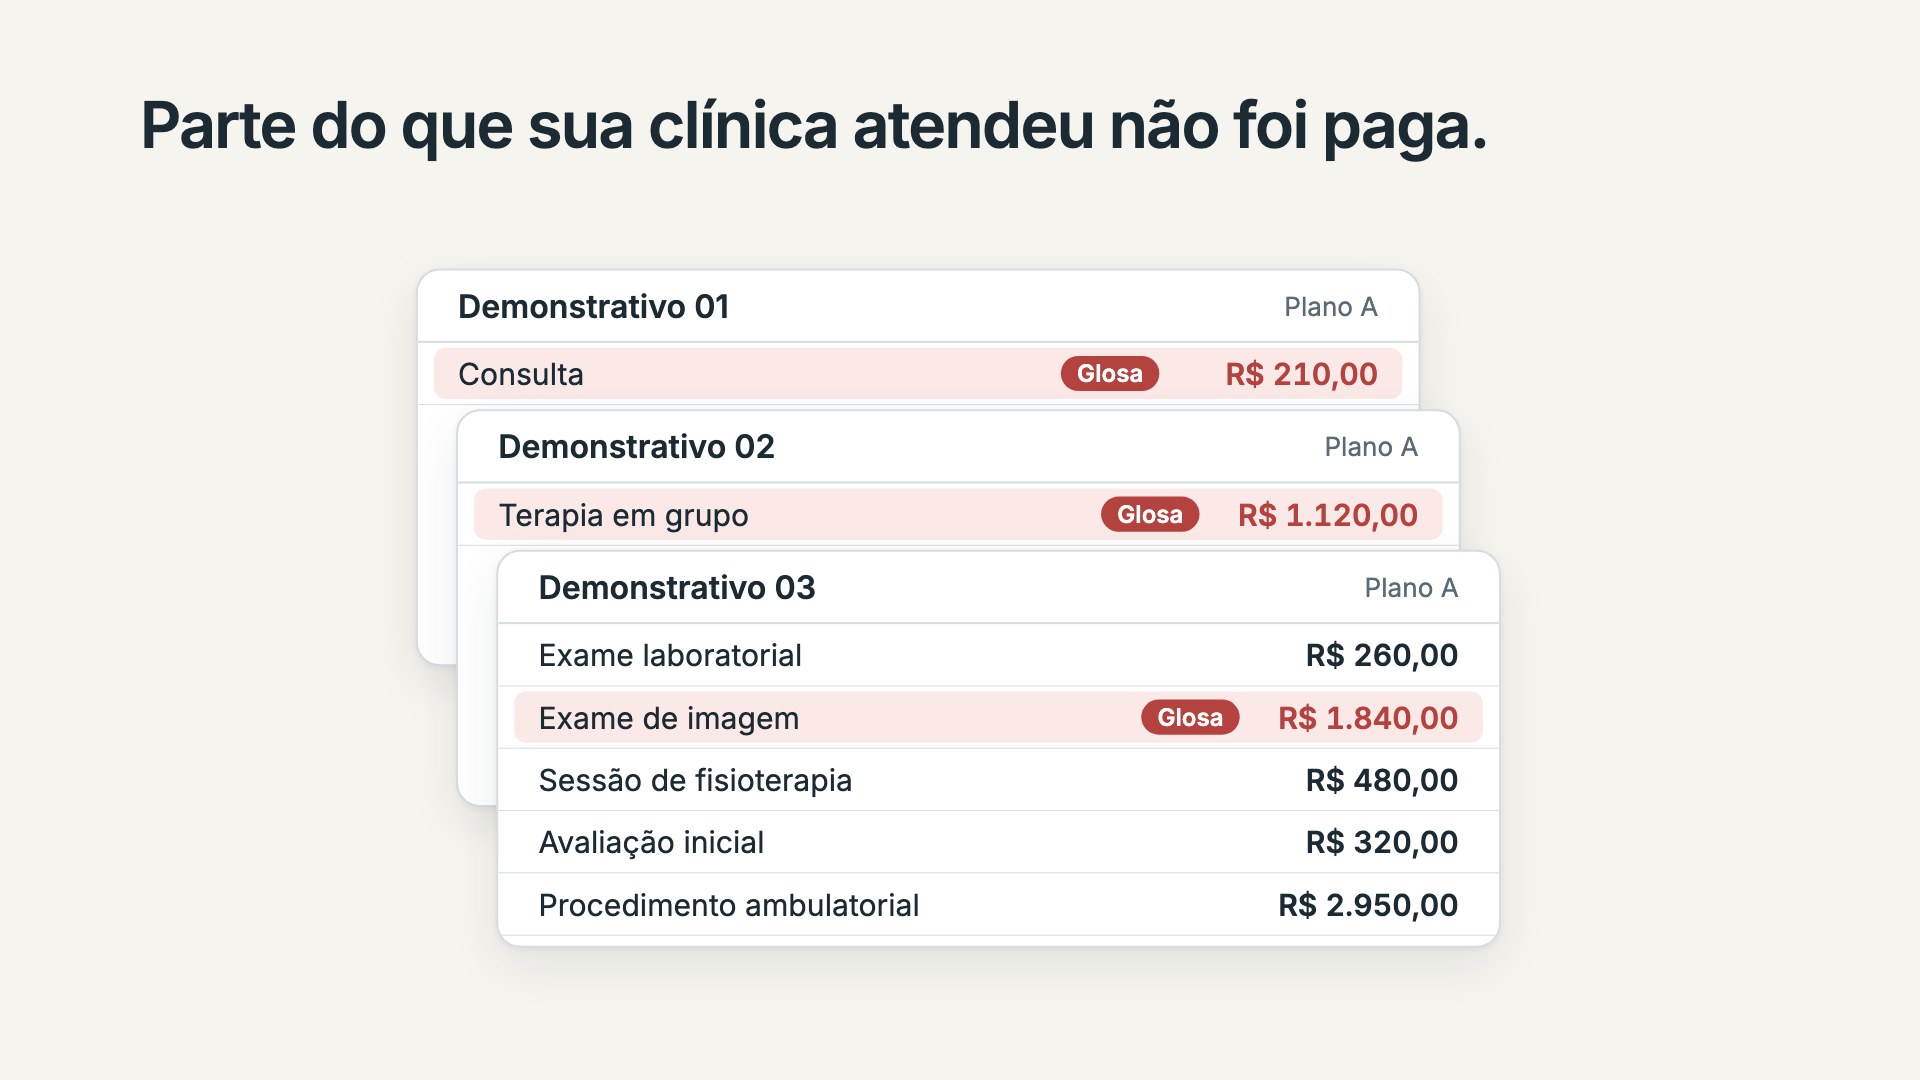 Parte do que sua clínica atendeu não foi paga.
Demonstrativo 01 Plano A
Consulta Glosa R$ 210,00
Demonstrativo 02 Plano A
Terapia em grupo Glosa R$ 1.120,00
Demonstrativo 03 Plano A
Exame laboratorial R$ 260,00
Exame de imagem Glosa R$ 1.840,00
Sessão de fisioterapia R$ 480,00
Avaliação inicial R$ 320,00
Procedimento ambulatorial R$ 2.950,00